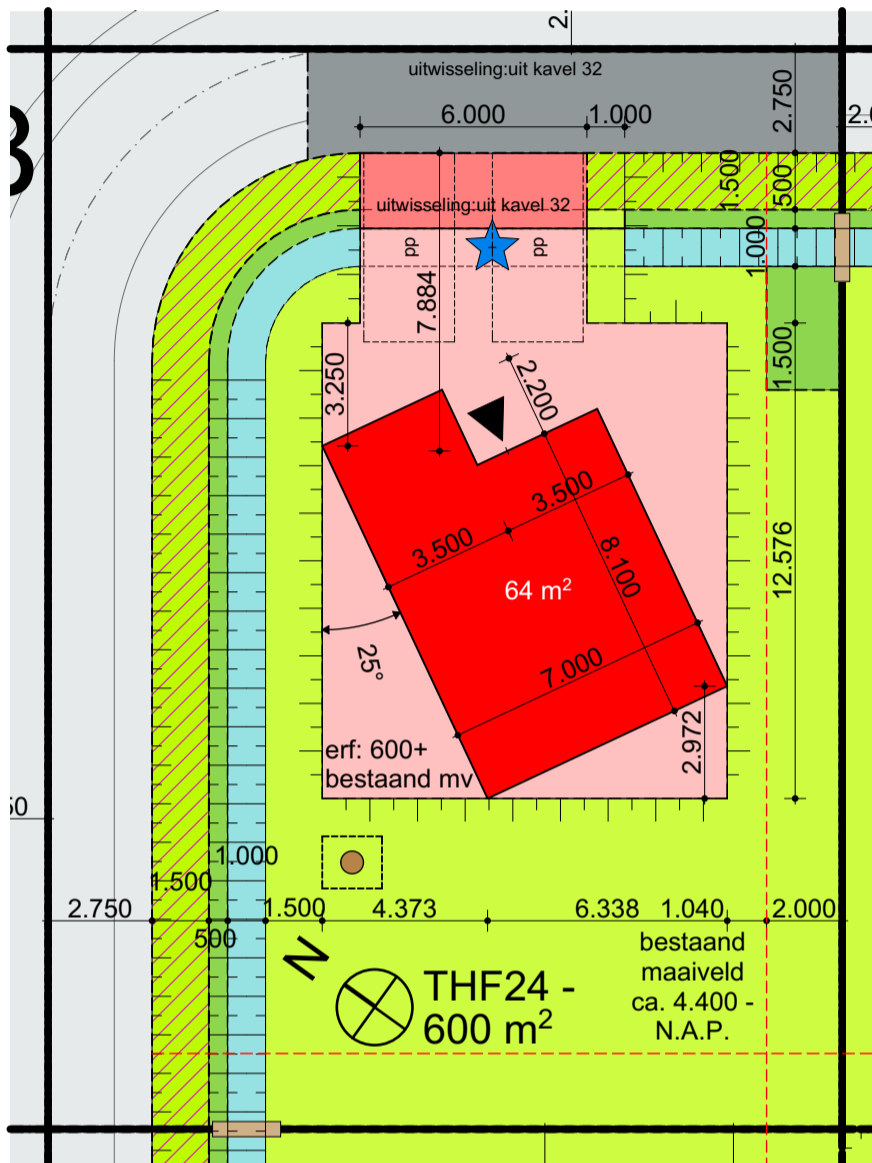 2.
uitwisseling:uit kavel 32
6.000
1.000
2.750
2.0
3
1.500
500
uitwisseling:uit kavel 32
pp
pp
1.000
7.884
3.250
2.200
1.500
3.500
3.500
12.576
8.100
64 m²
25°
7.000
2.972
erf: 600+
bestaand mv
50
1.000
1.500
2.750
1.500
4.373
6.338
1.040
2.000
500
bestaand
maaiveld
ca. 4.400 -
N.A.P.
N
THF24 -
600 m²